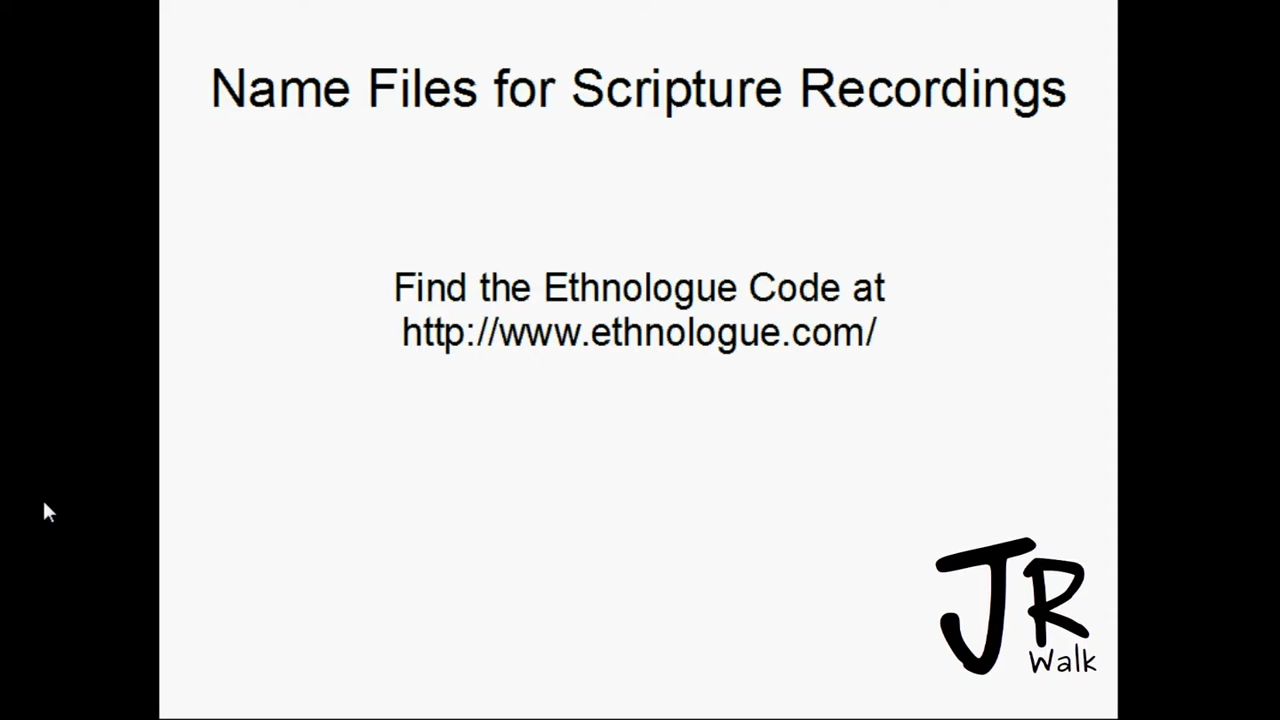 Name Files for Scripture Recordings
Find the Ethnologue Code at
http://www.ethnologue.com/
JR
Walk